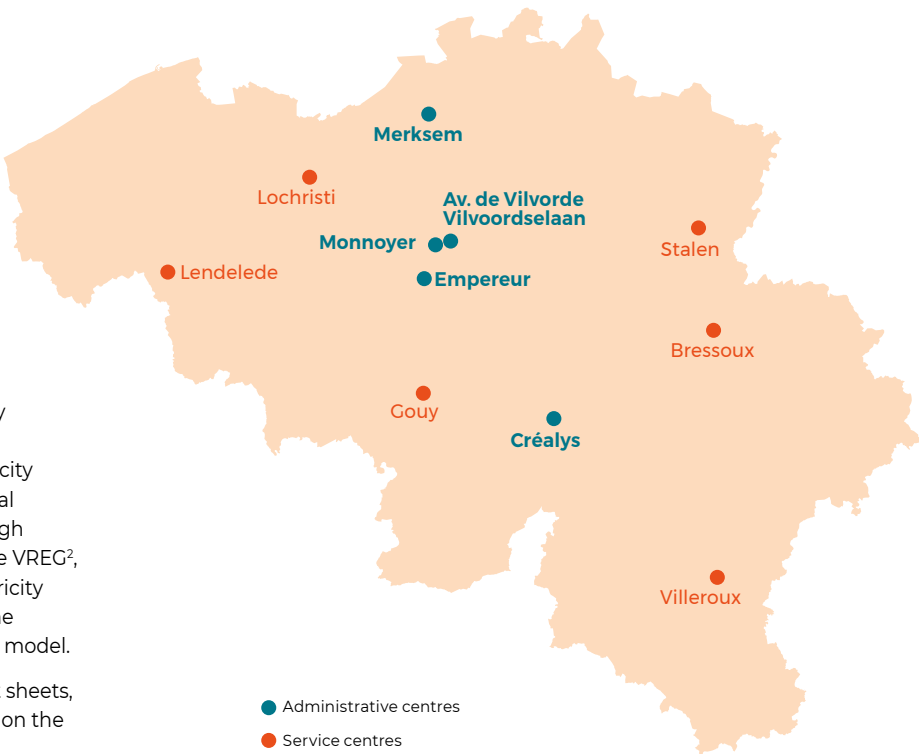 Merksem
Lochristi
Av. de Vilvorde
Vilvoordselaan
Monnoyer
Stalen
Lendelede
Empereur
Bressoux
Gouy
Créalys
Villeroux
y
city
al
gh
e VREG²,
ricity
ne
model.
t sheets,
on the
Administrative centres
Service centres